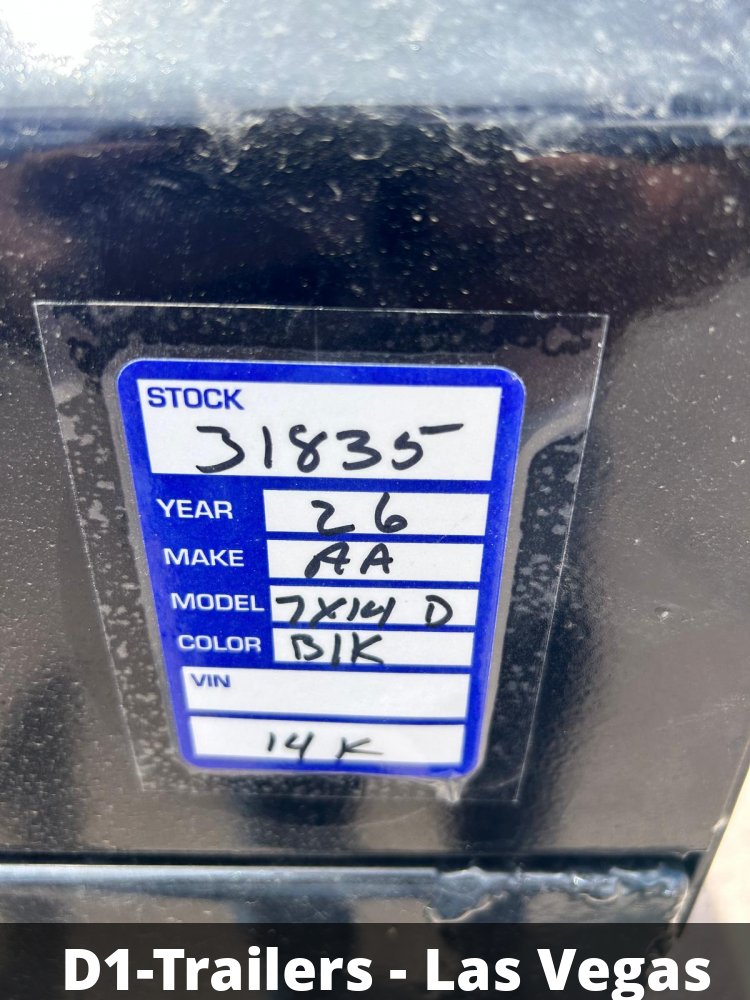 STOCK
31835
YEAR 26
MAKE AA
MODEL 7X14 D
COLOR BlK
VIN
14 K
D1-Trailers - Las Vegas